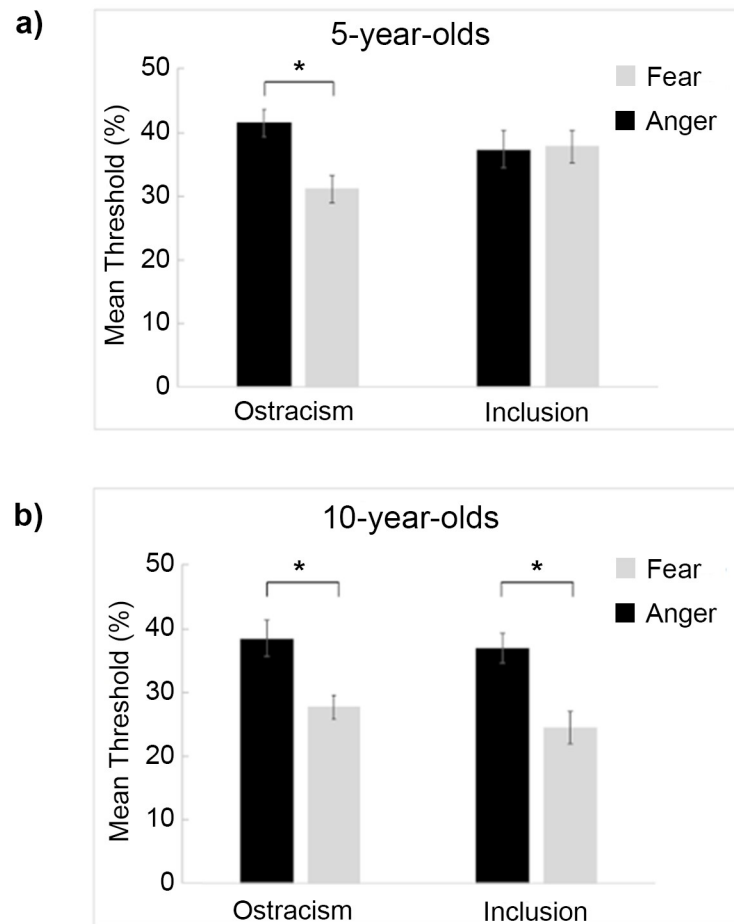 a)
5-year-olds
Mean Threshold (%)
50
40
30
20
10
0
*
Fear
Anger
Ostracism Inclusion
b)
10-year-olds
Mean Threshold (%)
50
40
30
20
10
0
* *
Fear
Anger
Ostracism Inclusion